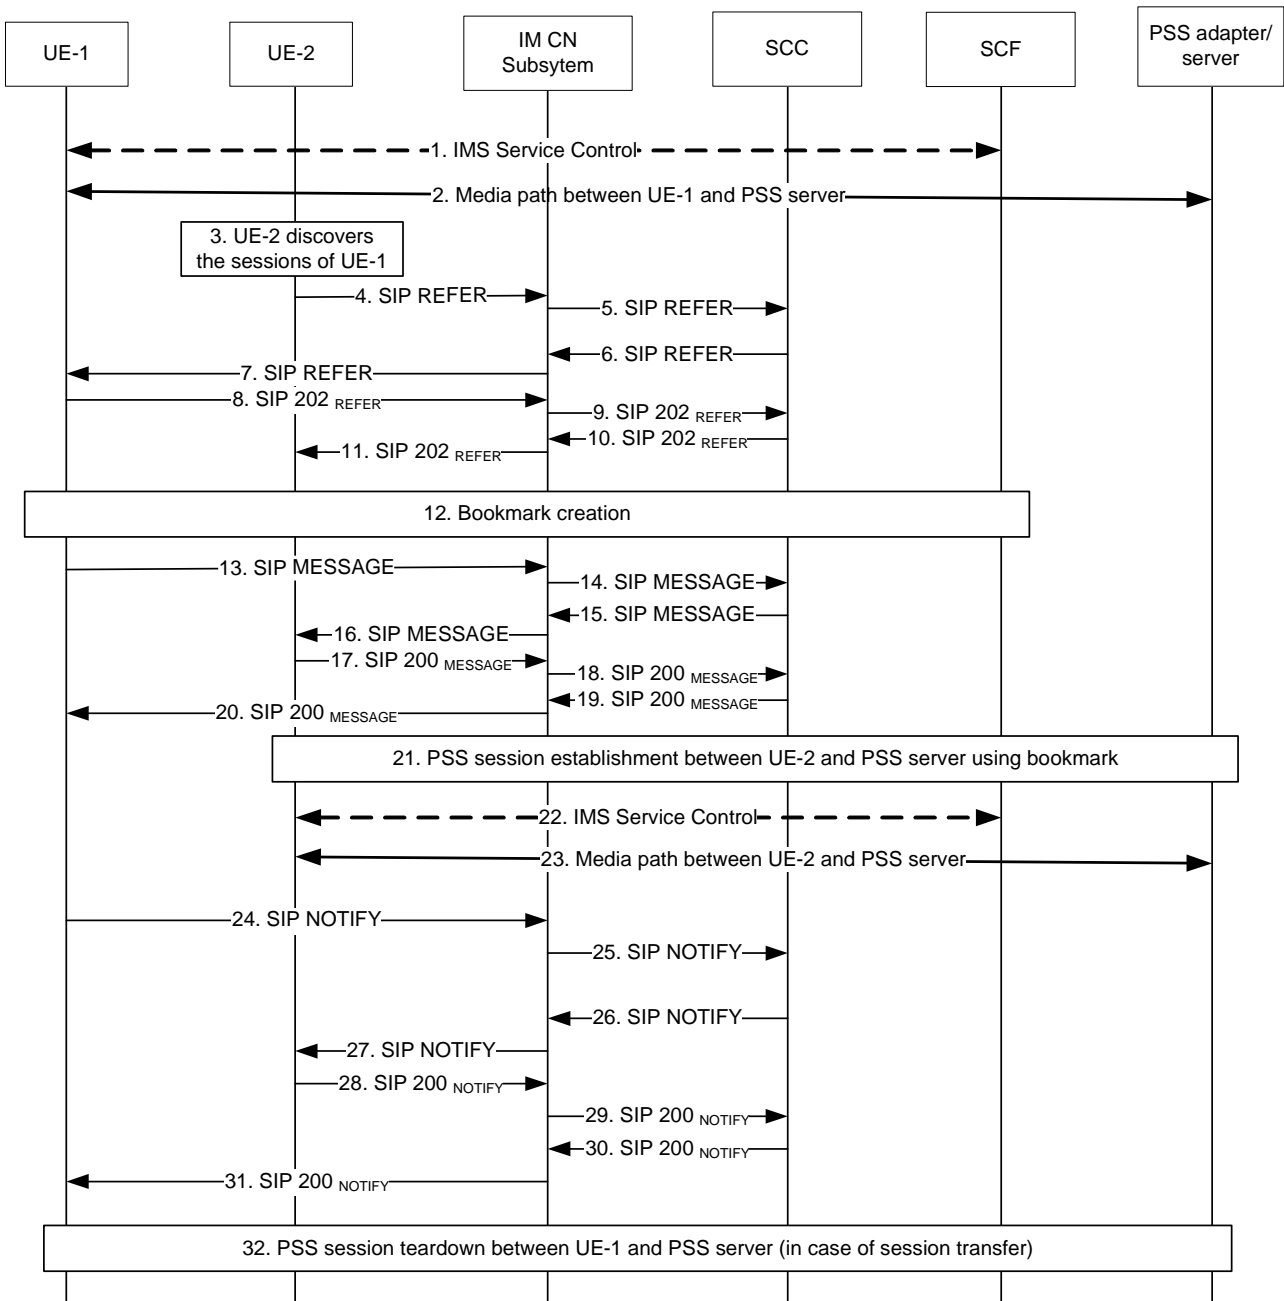 UE-1
UE-2
IM CN
Subsytem
SCC
SCF
PSS adapter/
server
1. IMS Service Control
2. Media path between UE-1 and PSS server
3. UE-2 discovers
the sessions of UE-1
4. SIP REFER
5. SIP REFER
6. SIP REFER
7. SIP REFER
8. SIP 202 REFER
9. SIP 202 REFER
10. SIP 202 REFER
11. SIP 202 REFER
12. Bookmark creation
13. SIP MESSAGE
14. SIP MESSAGE
15. SIP MESSAGE
16. SIP MESSAGE
17. SIP 200 MESSAGE
18. SIP 200 MESSAGE
19. SIP 200 MESSAGE
20. SIP 200 MESSAGE
21. PSS session establishment between UE-2 and PSS server using bookmark
22. IMS Service Control
23. Media path between UE-2 and PSS server
24. SIP NOTIFY
25. SIP NOTIFY
26. SIP NOTIFY
27. SIP NOTIFY
28. SIP 200 NOTIFY
29. SIP 200 NOTIFY
30. SIP 200 NOTIFY
31. SIP 200 NOTIFY
32. PSS session teardown between UE-1 and PSS server (in case of session transfer)